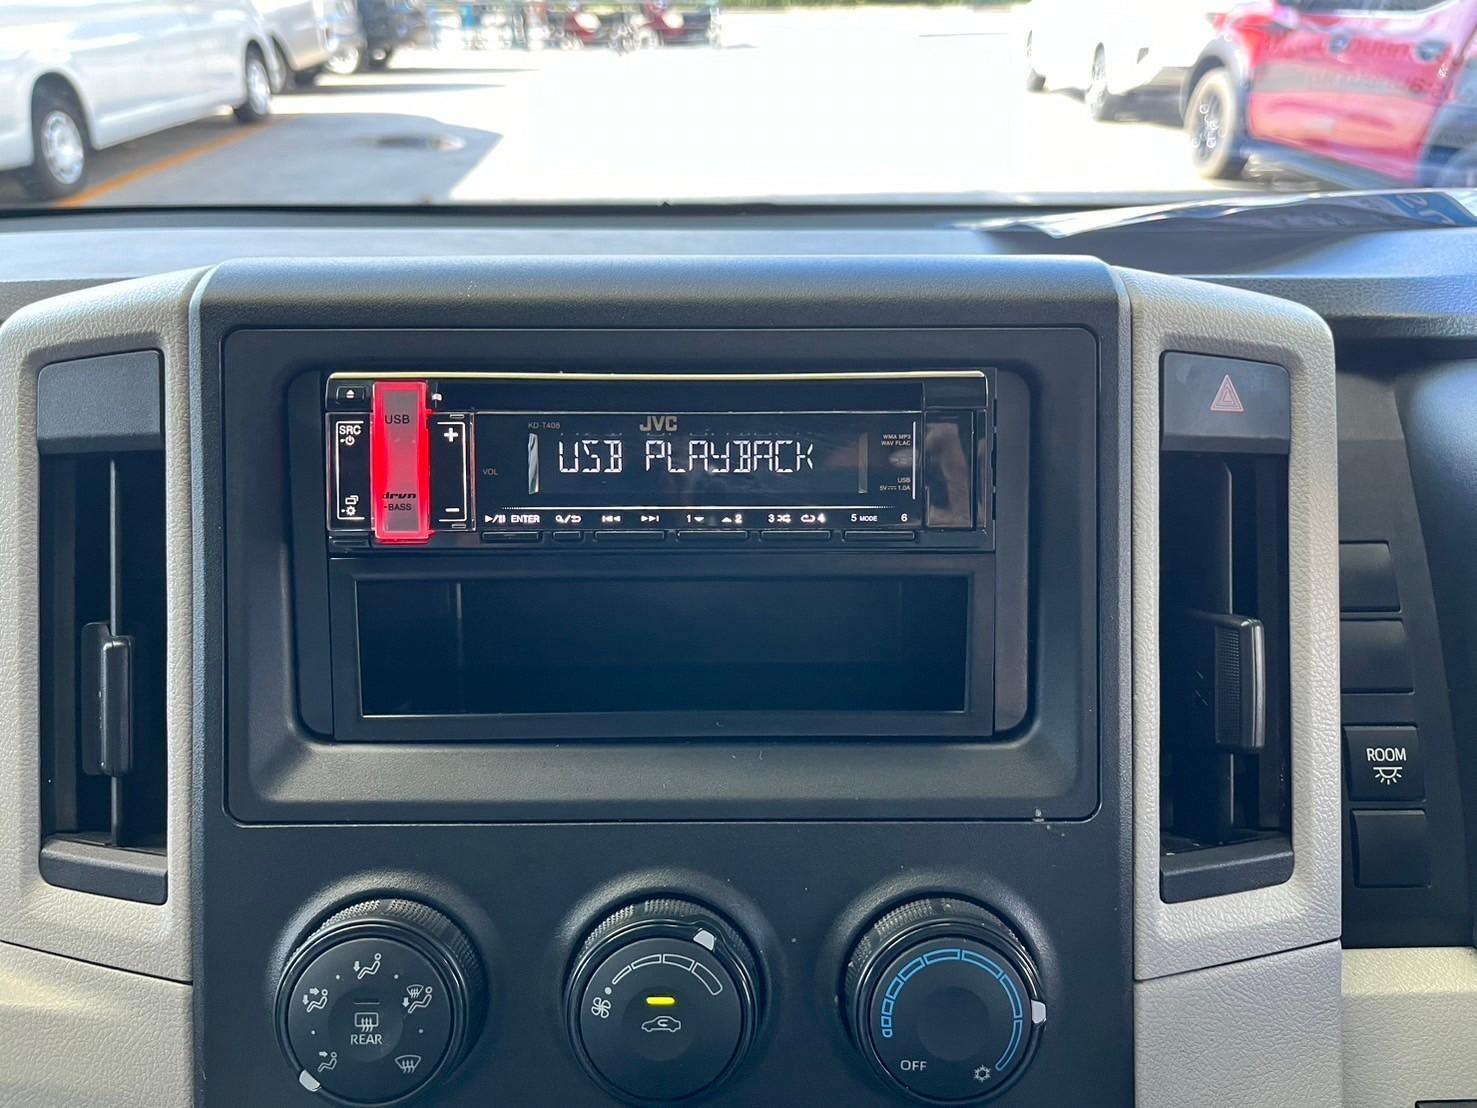 USB
SRC
+
VOL
drvn
-BASS
−
KD-T408
JVC
USB PLAYBACK
WMA MP3
WAV FLAC
USB
5V 1.0A
ENTER
1
2
3
4
5 MODE
6
ROOM
REAR
OFF